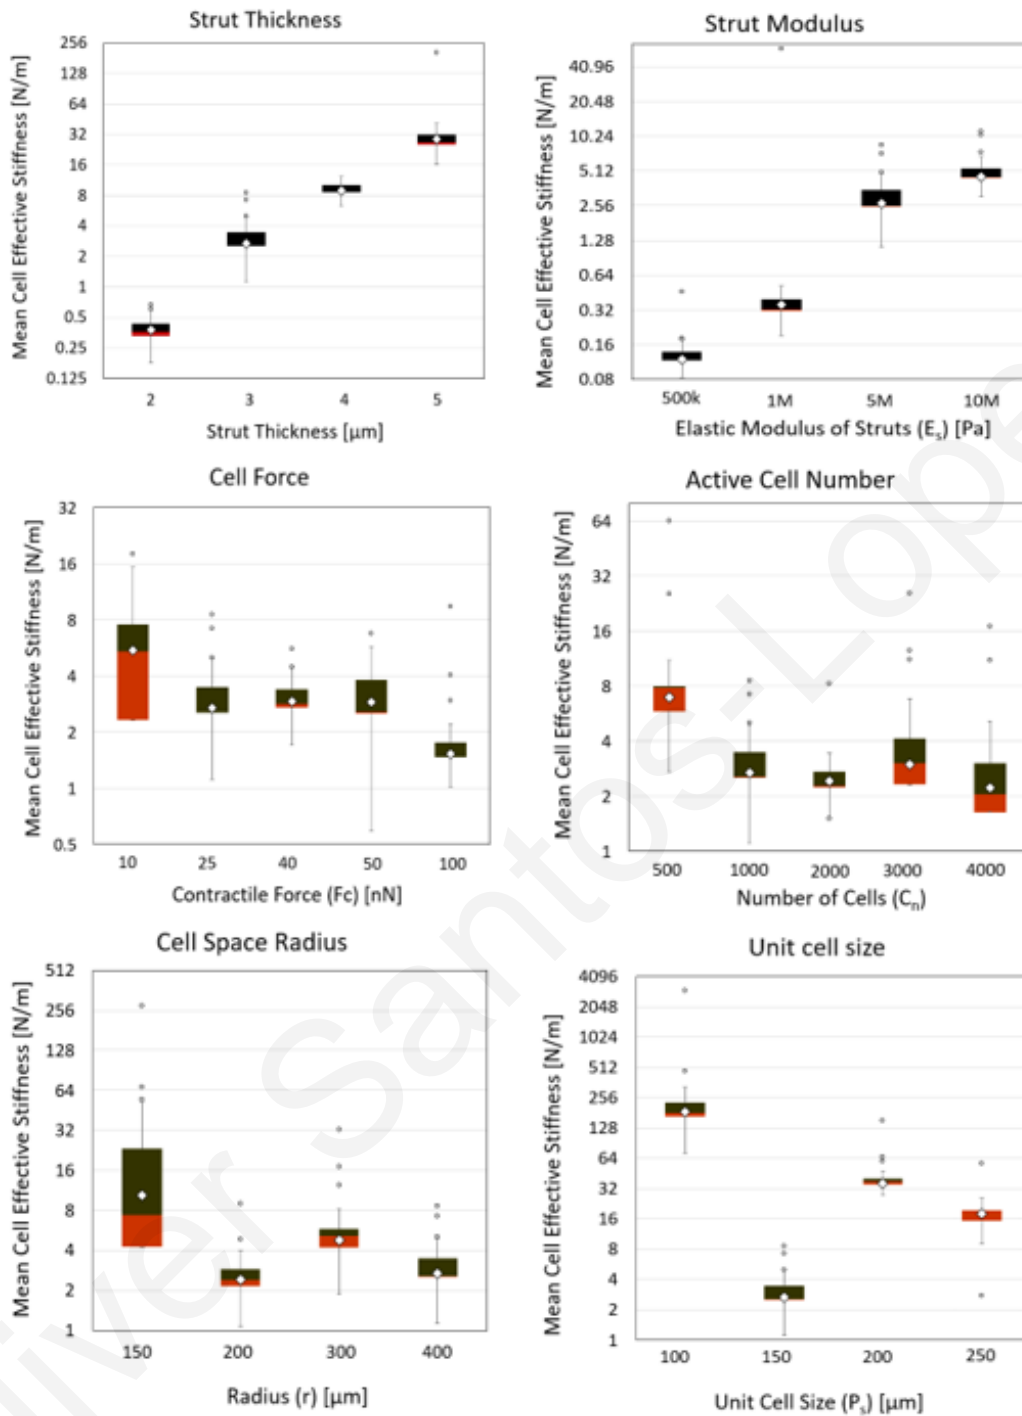 Strut Thickness
Mean Cell Effective Stiffness [N/m]
256
128
64
32
16
8
4
2
1
0.5
0.25
0.125
2 3 4 5
Strut Thickness [µm]
Strut Modulus
Mean Cell Effective Stiffness [N/m]
40.96
20.48
10.24
5.12
2.56
1.28
0.64
0.32
0.16
0.08
500k 1M 5M 10M
Elastic Modulus of Struts (Es) [Pa]
Cell Force
Mean Cell Effective Stiffness [N/m]
32
16
8
4
2
1
0.5
10 25 40 50 100
Contractile Force (Fc) [nN]
Active Cell Number
Mean Cell Effective Stiffness [N/m]
64
32
16
8
4
2
1
500 1000 2000 3000 4000
Number of Cells (Cn)
Cell Space Radius
Mean Cell Effective Stiffness [N/m]
512
256
128
64
32
16
8
4
2
1
150 200 300 400
Radius (r) [µm]
Unit cell size
Mean Cell Effective Stiffness [N/m]
4096
2048
1024
512
256
128
64
32
16
8
4
2
1
100 150 200 250
Unit Cell Size (Ps) [µm]